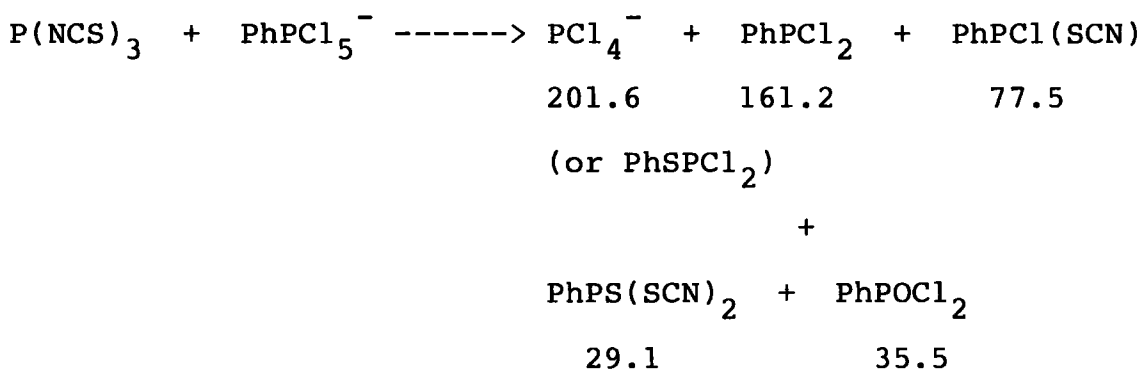 P(NCS)₃ + PhPCl₅⁻ ------> PCl₄⁻ + PhPCl₂ + PhPCl(SCN)
201.6 161.2 77.5
(or PhSPCl₂)
+
PhPS(SCN)₂ + PhPOCl₂
29.1 35.5